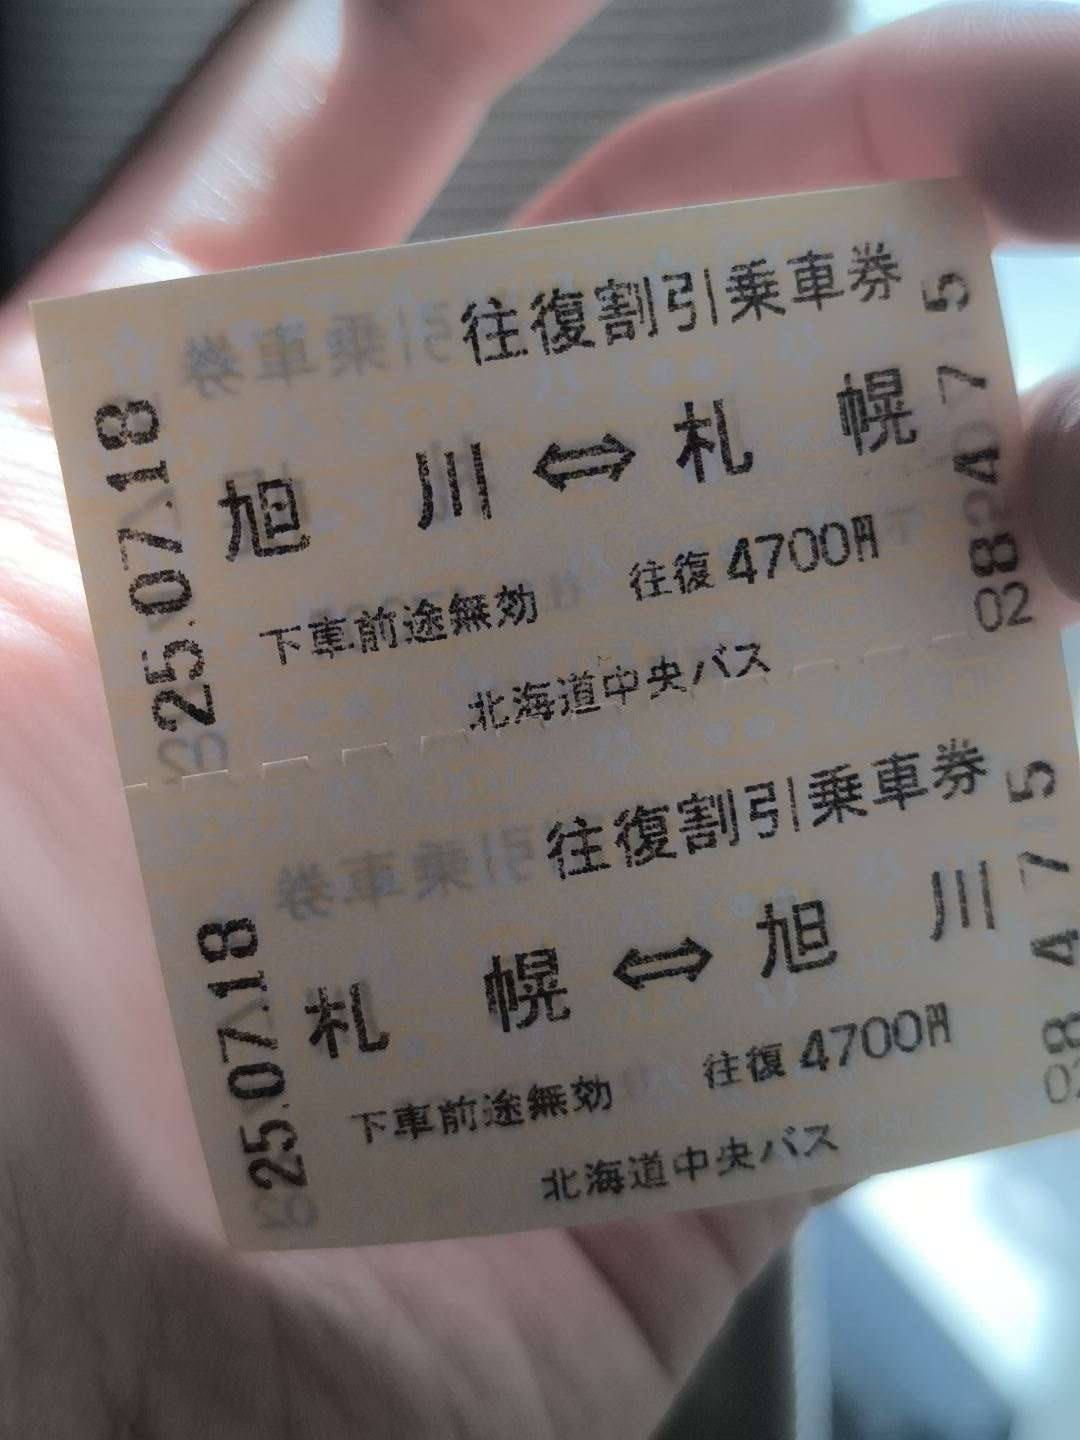 往復割引乗車券
旭 川 ⇔ 札 幌
往復 4700円
下車前途無効
北海道中央バス
25.07.18
02
往復割引乗車券
札 幌 ⇔ 旭 川
往復 4700円
下車前途無効
北海道中央バス
25.07.18